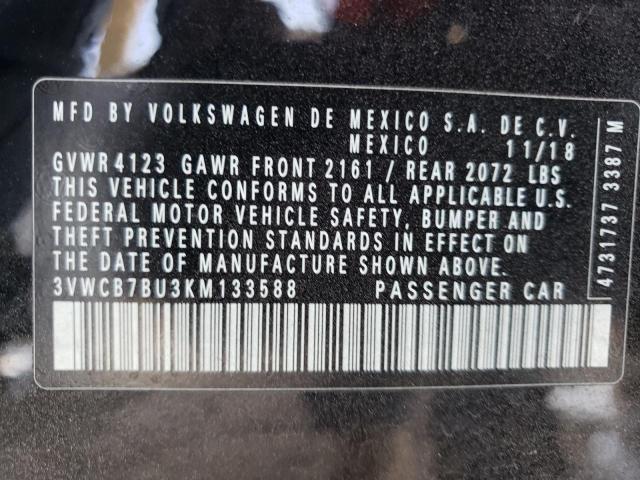 MFD BY VOLKSWAGEN DE MEXICO S.A. DE C.V.
MEXICO 11/18
GVWR 4123 GAWR FRONT 2161 / REAR 2072 LBS
THIS VEHICLE CONFORMS TO ALL APPLICABLE U.S.
FEDERAL MOTOR VEHICLE SAFETY, BUMPER AND
THEFT PREVENTION STANDARDS IN EFFECT ON
THE DATE OF MANUFACTURE SHOWN ABOVE.
3VWCB7BU3KM133588 PASSENGER CAR
4731737 3387 M